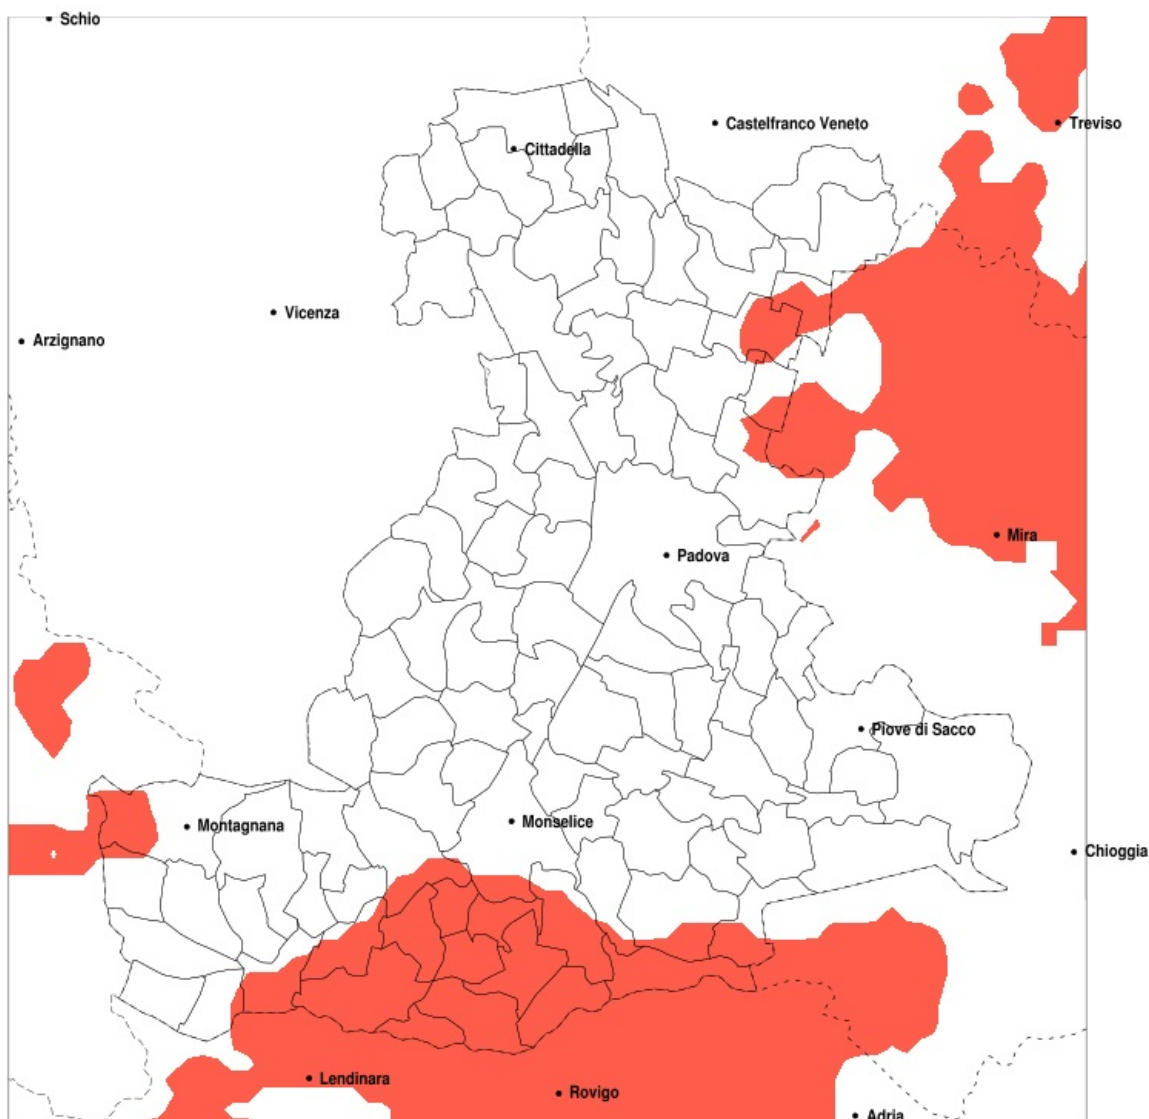 Schio
Castelfranco Veneto
Treviso
Cittadella
Vicenza
Arzignano
Mira
Padova
Piove di Sacco
Monselice
Montagnana
Chioggia
Lendinara
Rovigo
Adria